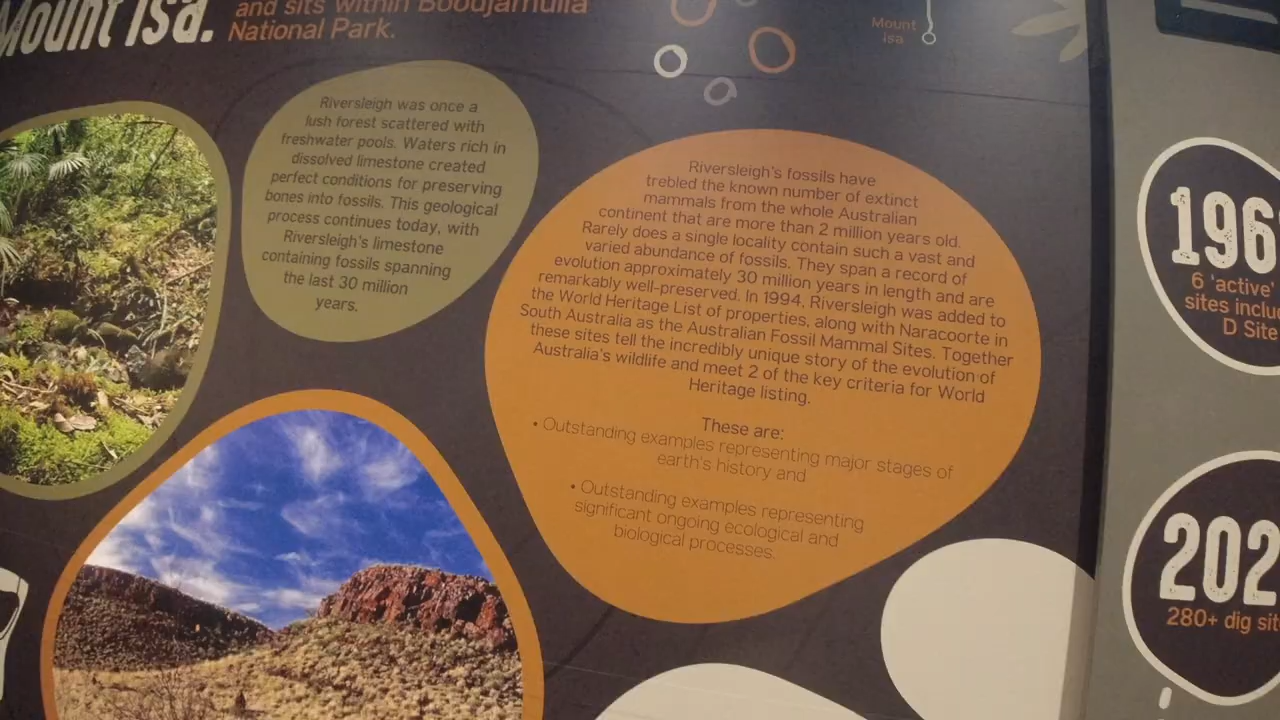 Mount Isa.
and sits within Boodjamulla
National Park.
Mount
Isa
Riversleigh was once a
lush forest scattered with
freshwater pools. Waters rich in
dissolved limestone created
perfect conditions for preserving
bones into fossils. This geological
process continues today, with
Riversleigh's limestone
containing fossils spanning
the last 30 million
years.
Riversleigh's fossils have
trebled the known number of extinct
mammals from the whole Australian
continent that are more than 2 million years old.
Rarely does a single locality contain such a vast and
varied abundance of fossils. They span a record of
evolution approximately 30 million years in length and are
remarkably well-preserved. In 1994, Riversleigh was added to
the World Heritage List of properties, along with Naracoorte in
South Australia as the Australian Fossil Mammal Sites. Together
these sites tell the incredibly unique story of the evolution of
Australia's wildlife and meet 2 of the key criteria for World
Heritage listing.
These are:
• Outstanding examples representing major stages of
earth's history and
• Outstanding examples representing
significant ongoing ecological and
biological processes.
196
6 'active'
sites inclu
D Site
202
280+ dig sit